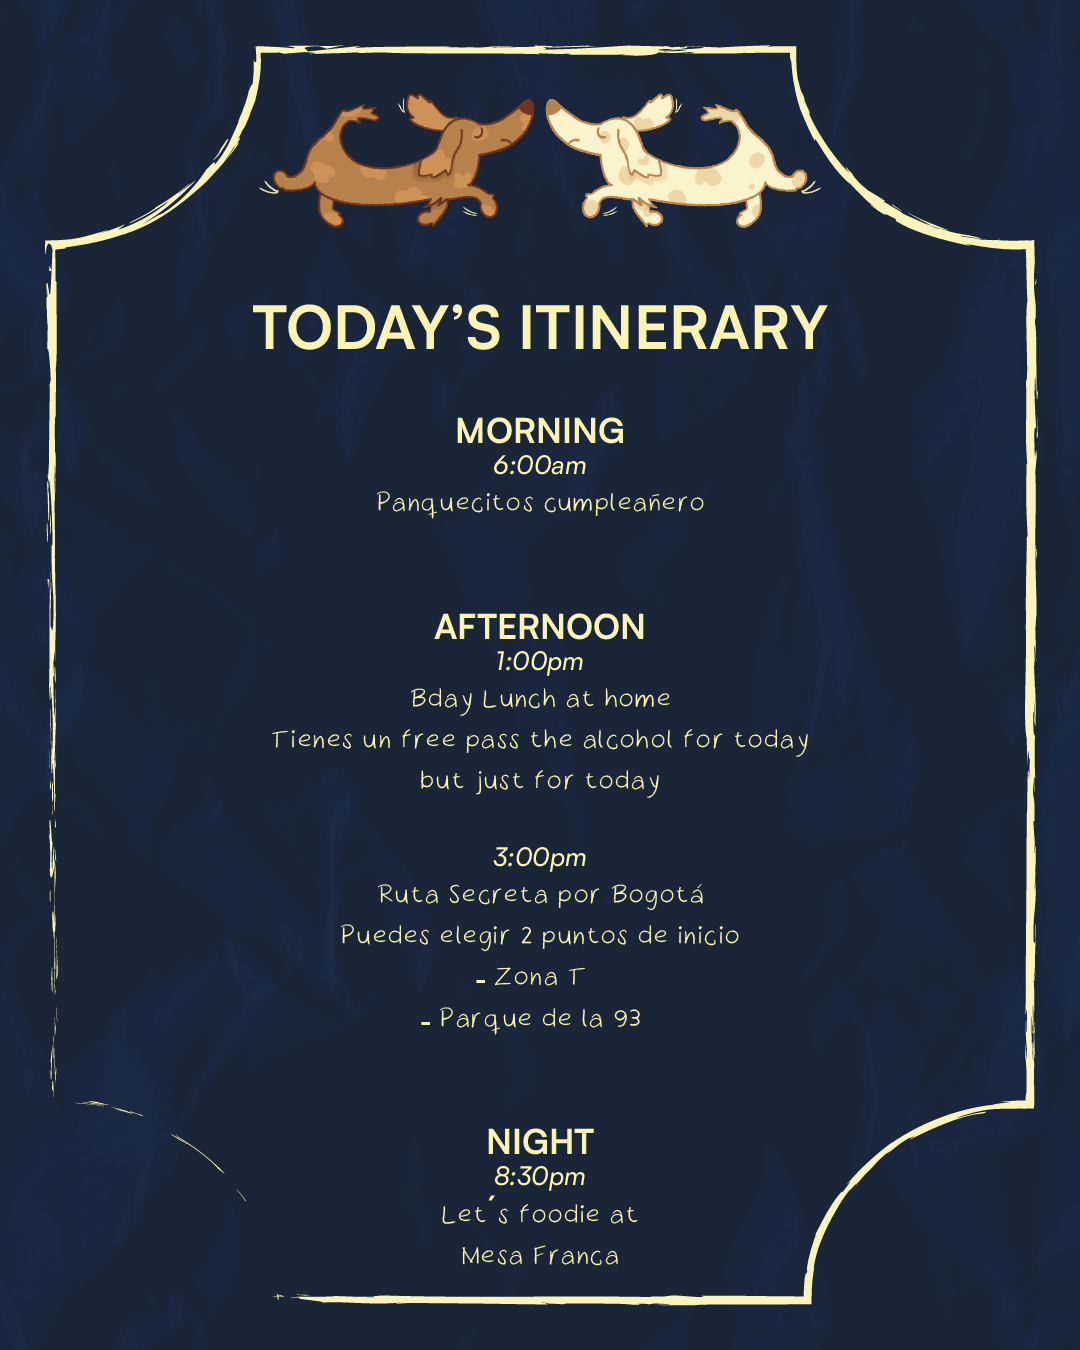 TODAY’S ITINERARY
MORNING
6:00am
Panquecitos cumpleañero
AFTERNOON
1:00pm
Bday Lunch at home
Tienes un free pass the alcohol for today
but just for today
3:00pm
Ruta Secreta por Bogotá
Puedes elegir 2 puntos de inicio
- Zona T
- Parque de la 93
NIGHT
8:30pm
Let´s foodie at
Mesa Franca